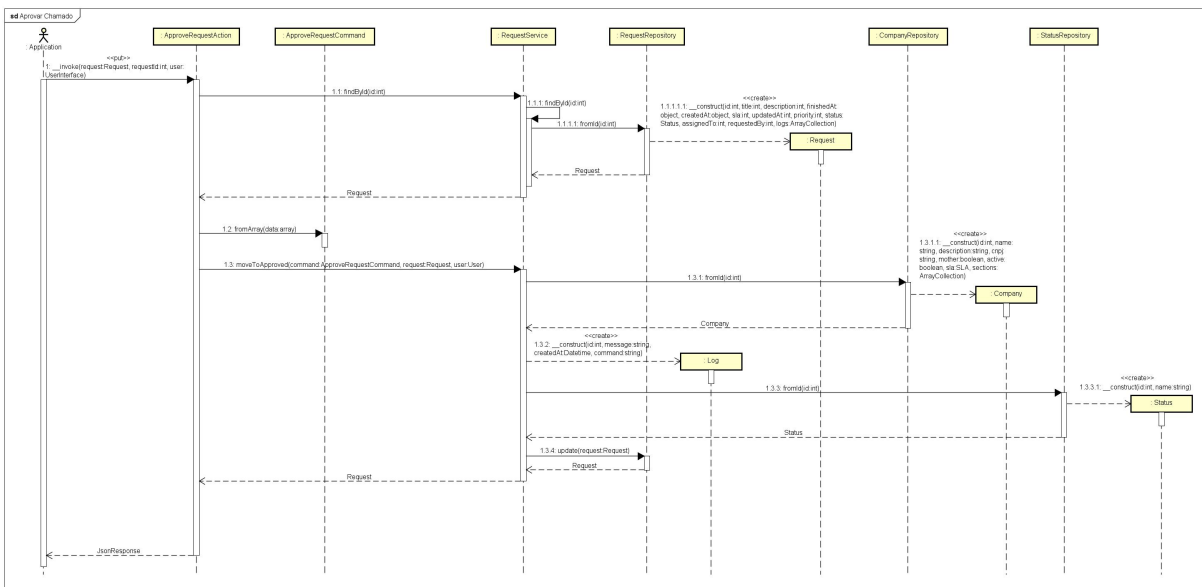 sd Aprovar Chamado
: Application
: ApproveRequestAction
: ApproveRequestCommand
: RequestService
: RequestRepository
: CompanyRepository
: StatusRepository
<<put>>
1: __invoke(request:Request, requestId:int, user:
UserInterface)
1.1: findById(id:int)
1.1.1: findById(id:int)
1.1.1.1: fromId(id:int)
<<create>>
1.1.1.1.1: __construct(id:int, title:int, description:int, finishedAt:
object, createdAt:object, sla:int, updatedAt:int, priority:int, status:
Status, assignedTo:int, requestedBy:int, logs:ArrayCollection)
: Request
Request
Request
1.2: fromArray(data:array)
1.3: moveToApproved(command:ApproveRequestCommand, request:Request, user:User)
1.3.1: fromId(id:int)
<<create>>
1.3.1.1: __construct(id:int, name:
string, description:string, cnpj:
string, mother:boolean, active:
boolean, sla:SLA, sections:
ArrayCollection)
: Company
Company
<<create>>
1.3.2: __construct(id:int, message:string,
createdAt:Datetime, command:string)
: Log
1.3.3: fromId(id:int)
<<create>>
1.3.3.1: __construct(id:int, name:string)
: Status
Status
1.3.4: update(request:Request)
Request
Request
JsonResponse